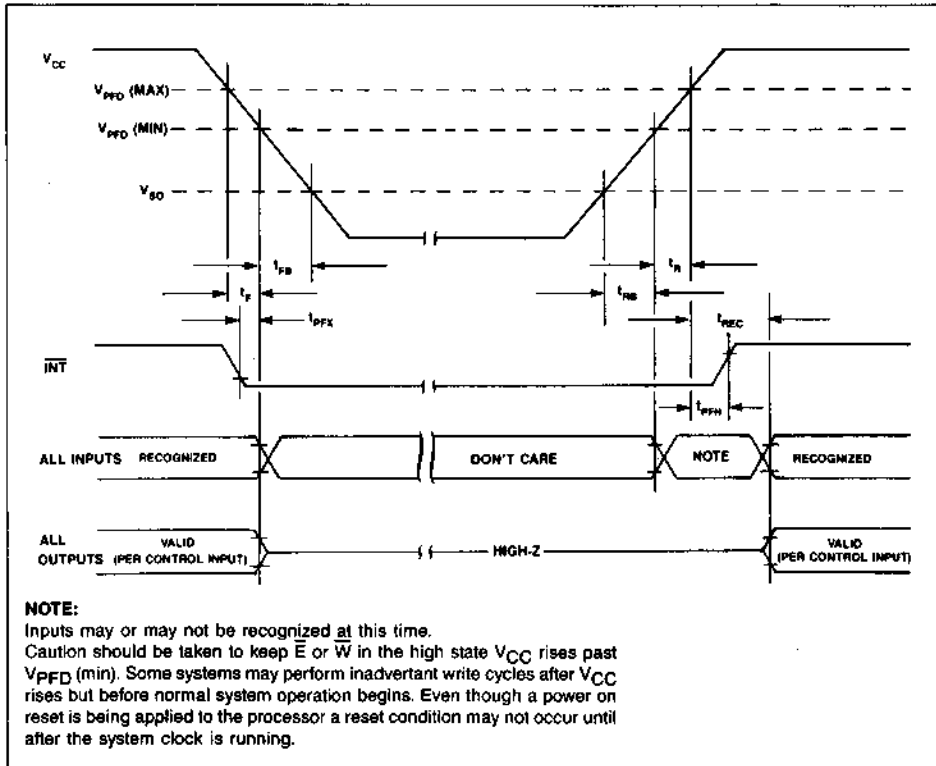 VCC
VPFD (MAX)
VPFD (MIN)
VSO
tFB
tR
tF
tRB
tPFX
tREC
INT
tPFH
ALL INPUTS RECOGNIZED DON'T CARE NOTE RECOGNIZED
ALL OUTPUTS VALID (PER CONTROL INPUT) HIGH-Z VALID (PER CONTROL INPUT)
NOTE:
Inputs may or may not be recognized at this time.
Caution should be taken to keep E or W in the high state VCC rises past
VPFD (min). Some systems may perform inadvertant write cycles after VCC
rises but before normal system operation begins. Even though a power on
reset is being applied to the processor a reset condition may not occur until
after the system clock is running.